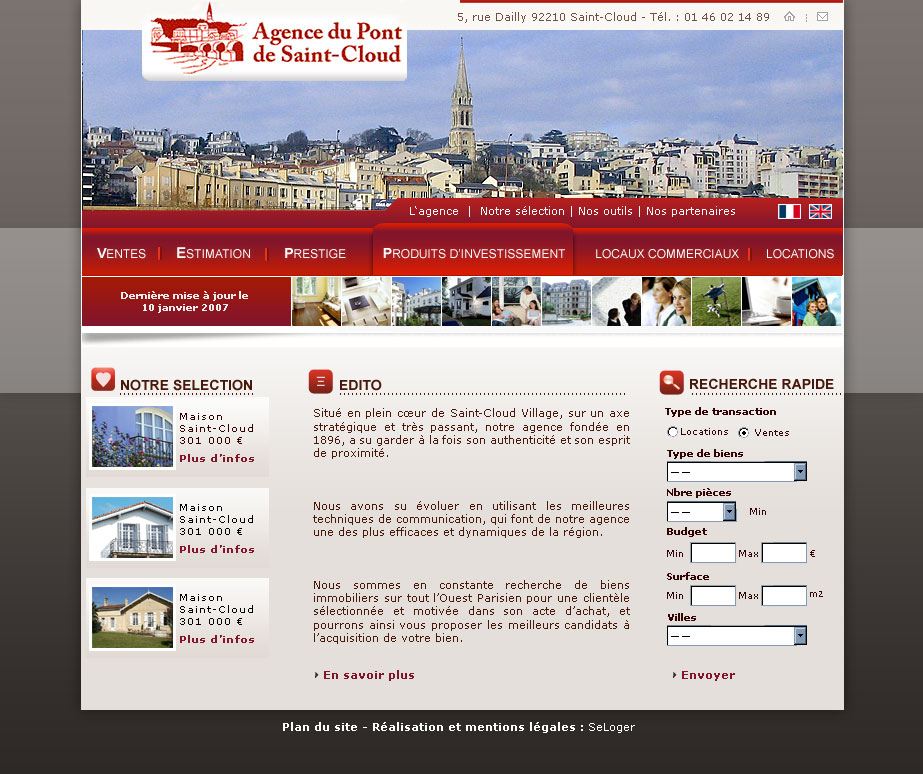 5, rue Dailly 92210 Saint-Cloud - Tél. : 01 46 02 14 89
Agence du Pont
de Saint-Cloud
L'agence | Notre sélection | Nos outils | Nos partenaires
VENTES | ESTIMATION | PRESTIGE PRODUITS D'INVESTISSEMENT LOCAUX COMMERCIAUX | LOCATIONS
Dernière mise à jour le
10 janvier 2007
NOTRE SELECTION
Maison
Saint-Cloud
301 000 €
Plus d'infos
Maison
Saint-Cloud
301 000 €
Plus d'infos
Maison
Saint-Cloud
301 000 €
Plus d'infos
EDITO
Situé en plein cœur de Saint-Cloud Village, sur un axe
stratégique et très passant, notre agence fondée en
1896, a su garder à la fois son authenticité et son esprit
de proximité.
Nous avons su évoluer en utilisant les meilleures
techniques de communication, qui font de notre agence
une des plus efficaces et dynamiques de la région.
Nous sommes en constante recherche de biens
immobiliers sur tout l'Ouest Parisien pour une clientèle
sélectionnée et motivée dans son acte d'achat, et
pourrons ainsi vous proposer les meilleurs candidats à
l'acquisition de votre bien.
En savoir plus
RECHERCHE RAPIDE
Type de transaction
Locations Ventes
Type de biens
——
Nbre pièces
—— Min
Budget
Min Max €
Surface
Min Max m2
Villes
——
Envoyer
Plan du site - Réalisation et mentions légales : SeLoger